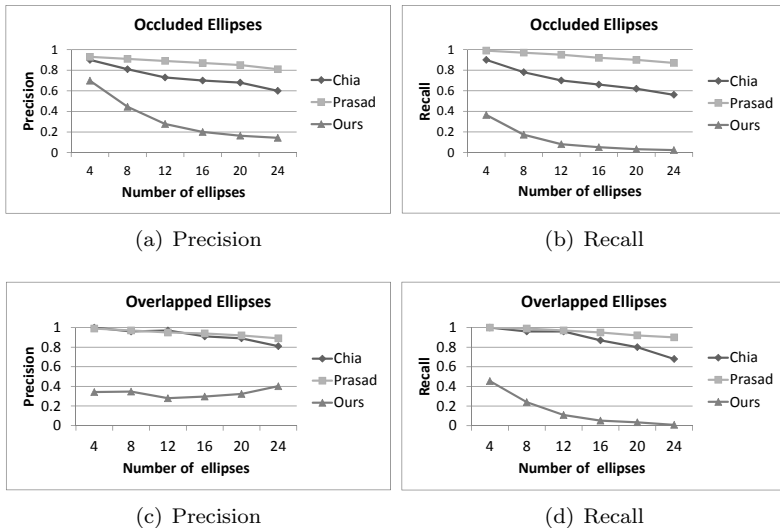 Occluded Ellipses
1
0.8
0.6
0.4
0.2
0
Precision
4 8 12 16 20 24
Number of ellipses
Chia
Prasad
Ours
(a) Precision
Occluded Ellipses
1
0.8
0.6
0.4
0.2
0
Recall
4 8 12 16 20 24
Number of ellipses
Chia
Prasad
Ours
(b) Recall
Overlapped Ellipses
1
0.8
0.6
0.4
0.2
0
Precision
4 8 12 16 20 24
Number of ellipses
Chia
Prasad
Ours
(c) Precision
Overlapped Ellipses
1
0.8
0.6
0.4
0.2
0
Recall
4 8 12 16 20 24
Number of ellipses
Chia
Prasad
Ours
(d) Recall